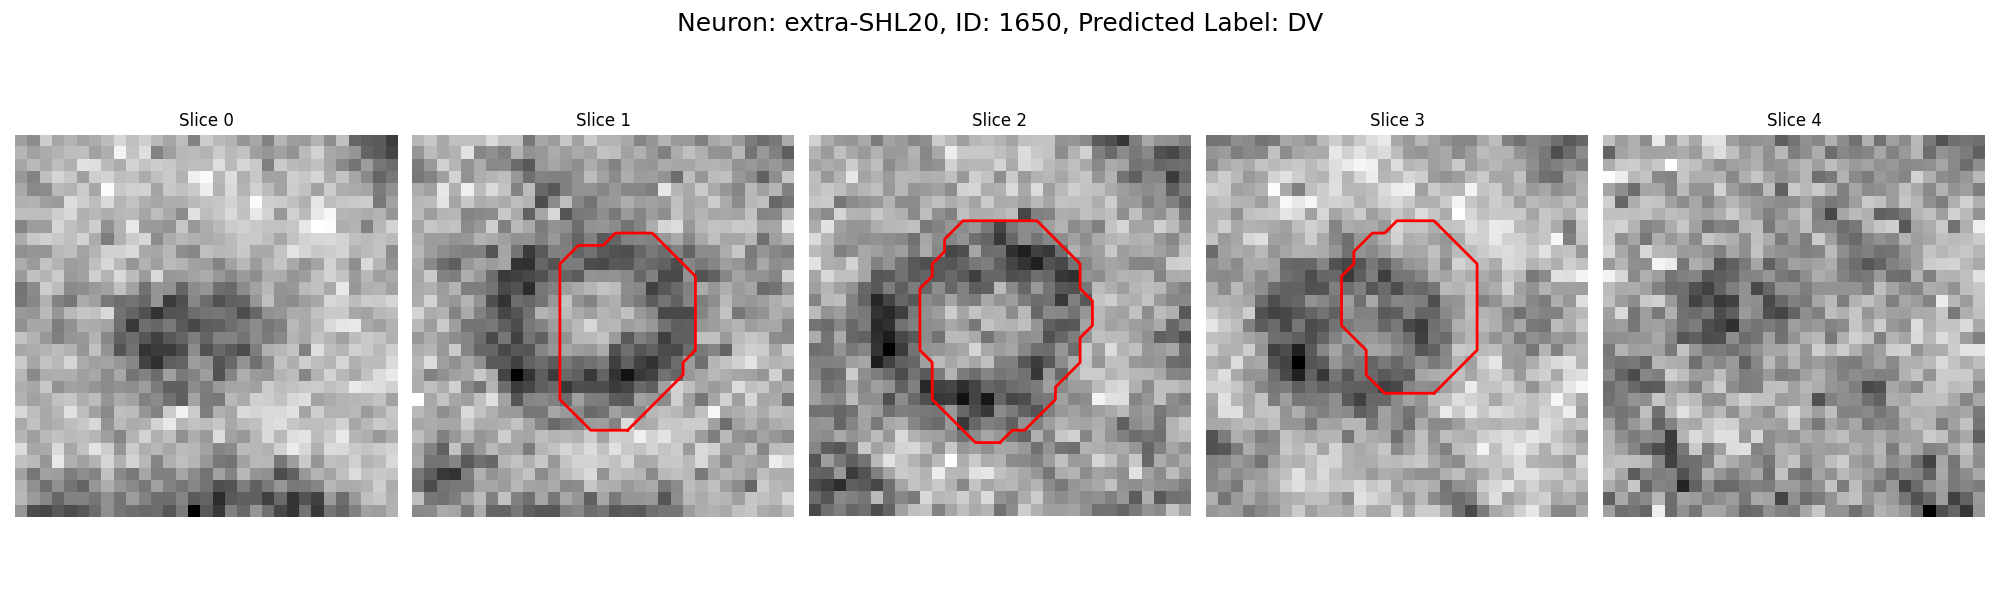 Neuron: extra-SHL20, ID: 1650, Predicted Label: DV
Slice 0
Slice 1
Slice 2
Slice 3
Slice 4